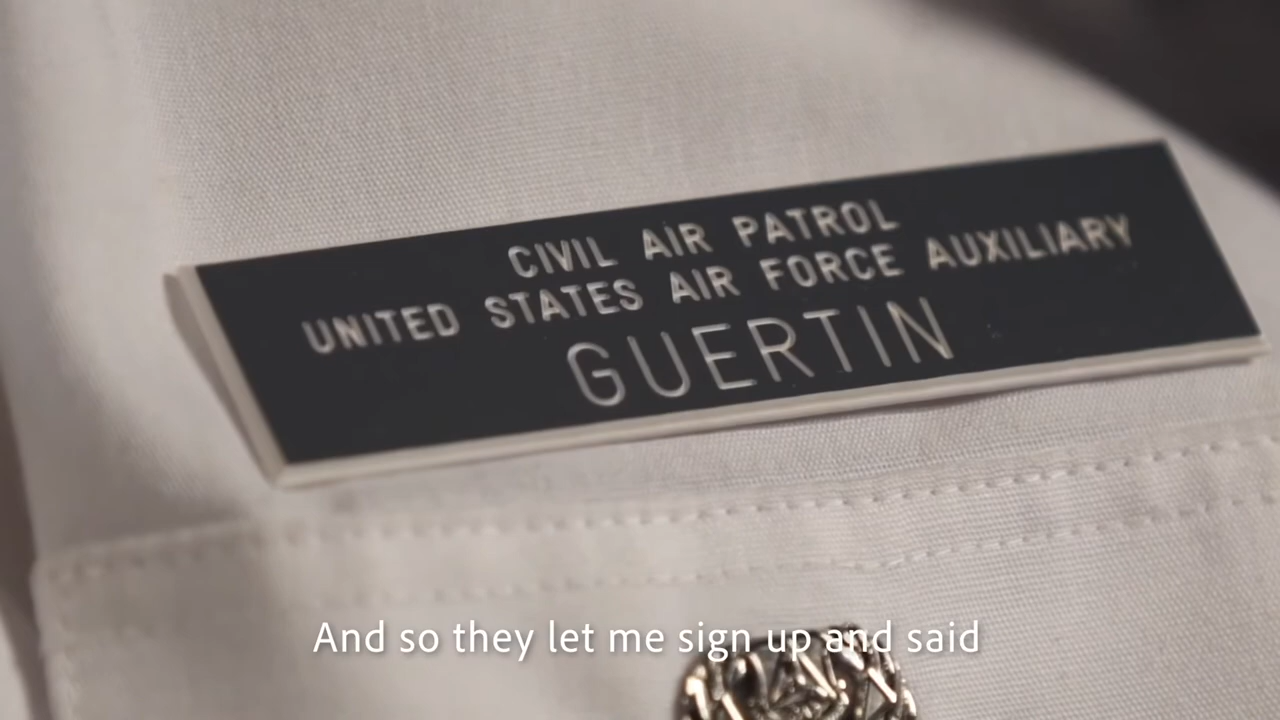 CIVIL AIR PATROL
UNITED STATES AIR FORCE AUXILIARY
GUERTIN
And so they let me sign up and said